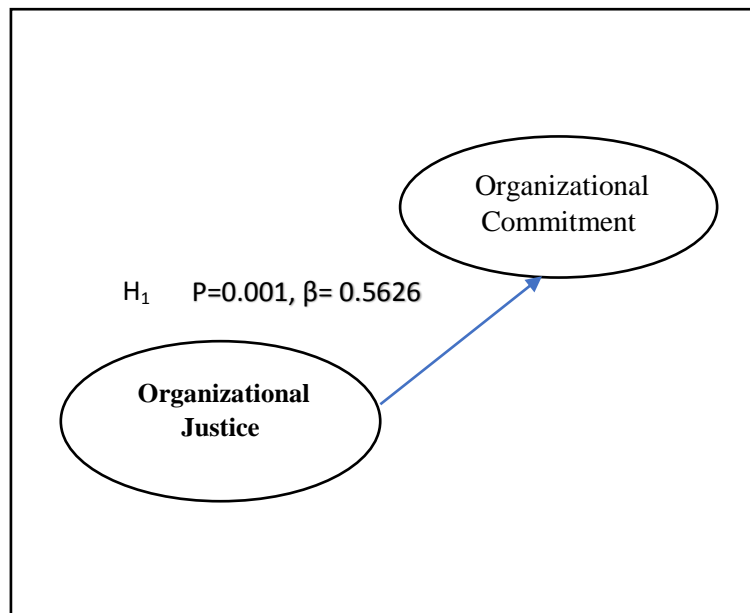 Organizational
Commitment
H₁ P=0.001, β= 0.5626
Organizational
Justice